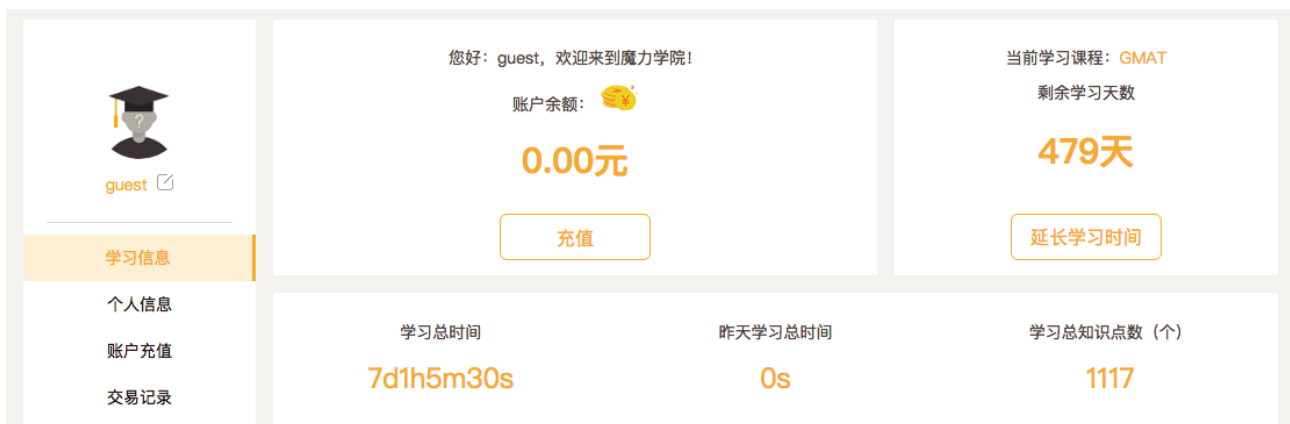 guest
学习信息
个人信息
账户充值
交易记录
您好：guest，欢迎来到魔力学院！
账户余额：
0.00元
充值
当前学习课程：GMAT
剩余学习天数
479天
延长学习时间
学习总时间
7d1h5m30s
昨天学习总时间
0s
学习总知识点数（个）
1117